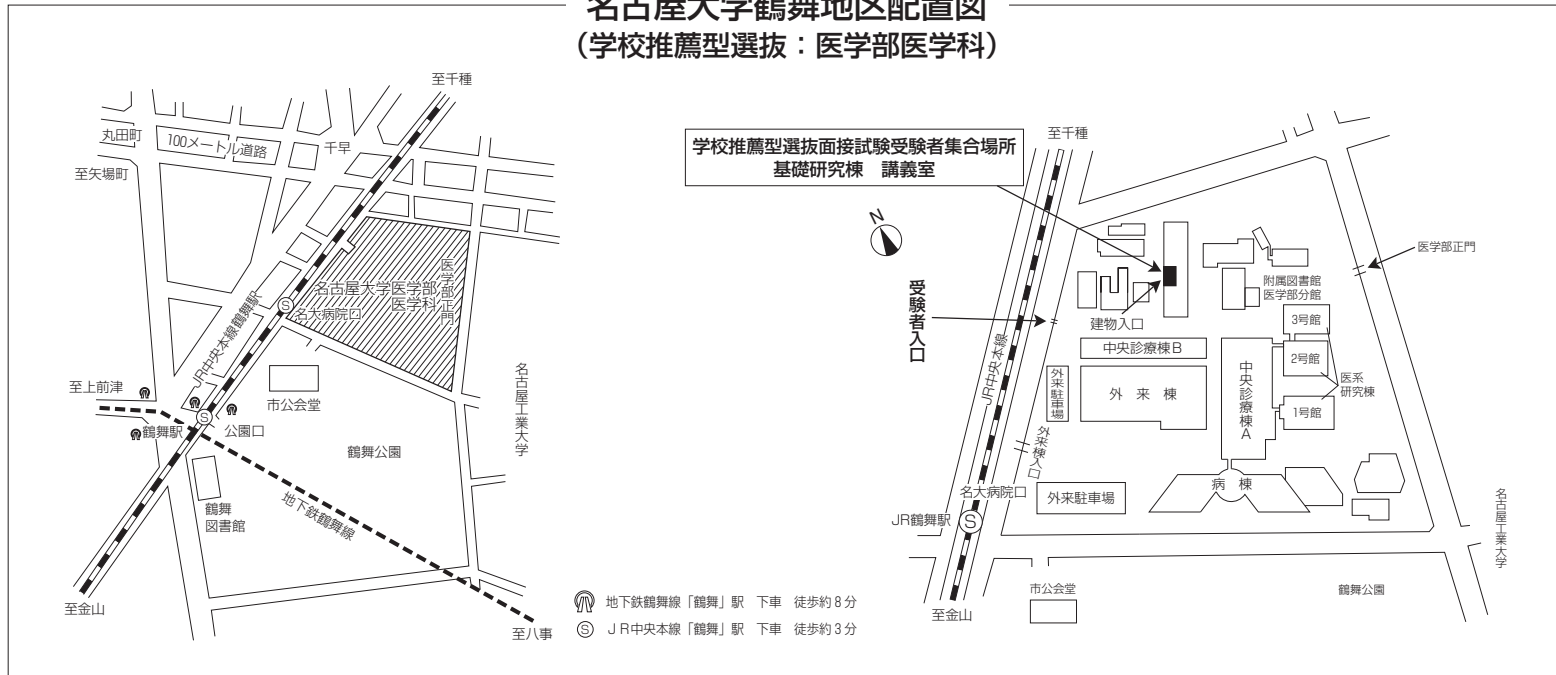 名古屋大学鶴舞地区配置図
（学校推薦型選抜：医学部医学科）
至千種
丸田町
100メートル道路
千早
至矢場町
医学部正門
名古屋大学医学部
医学科
JR中央本線鶴舞駅
S
名大病院口
至上前津
市公会堂
名古屋工業大学
S
鶴舞駅
公園口
鶴舞公園
鶴舞
図書館
地下鉄鶴舞線
至金山
至八事
地下鉄鶴舞線「鶴舞」駅　下車　徒歩約8分
S　JR中央本線「鶴舞」駅　下車　徒歩約3分
至千種
学校推薦型選抜面接試験受験者集合場所
基礎研究棟　講義室
N
医学部正門
受験者入口
附属図書館
医学部分館
建物入口
3号館
中央診療棟B
2号館
JR中央本線
外来駐車場
外来棟
中央診療棟A
医系
研究棟
1号館
外来棟入口
病棟
名大病院口
外来駐車場
JR鶴舞駅
S
名古屋工業大学
市公会堂
鶴舞公園
至金山